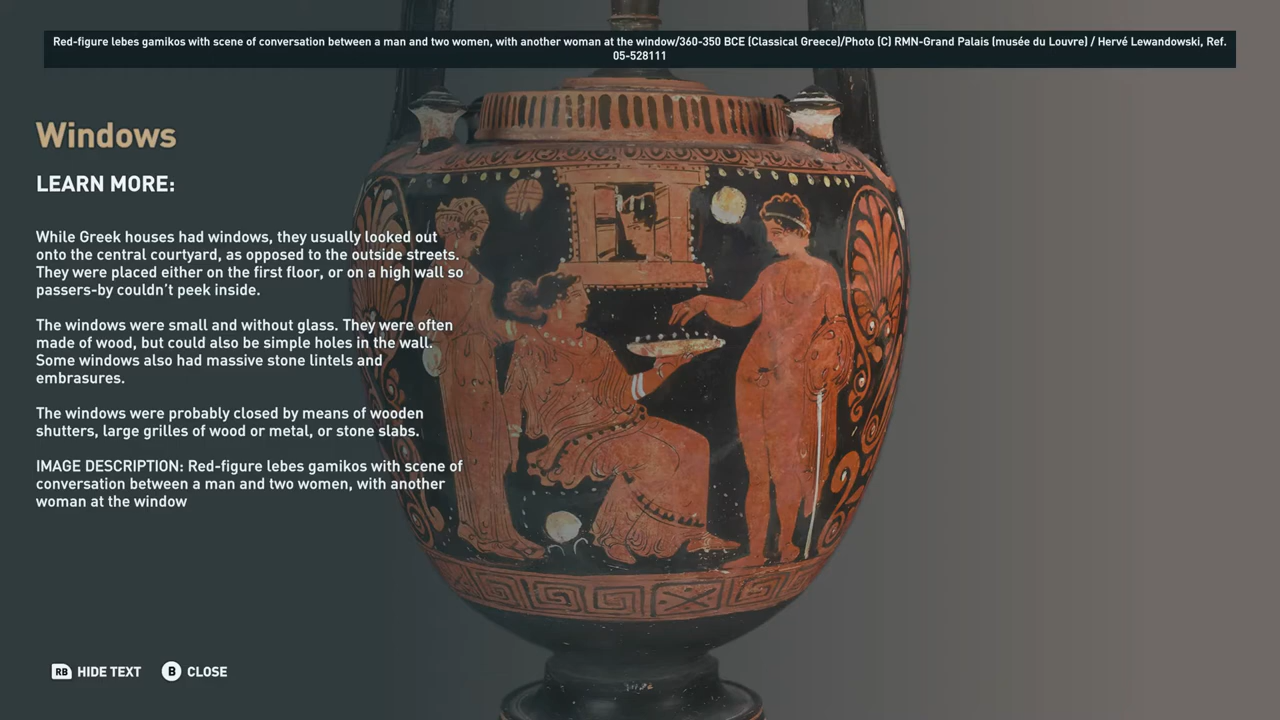 Red-figure lebes gamikos with scene of conversation between a man and two women, with another woman at the window/360-350 BCE (Classical Greece)/Photo (C) RMN-Grand Palais (musée du Louvre) / Hervé Lewandowski, Ref.
05-528111
Windows
LEARN MORE:
While Greek houses had windows, they usually looked out
onto the central courtyard, as opposed to the outside streets.
They were placed either on the first floor, or on a high wall so
passers-by couldn't peek inside.
The windows were small and without glass. They were often
made of wood, but could also be simple holes in the wall.
Some windows also had massive stone lintels and
embrasures.
The windows were probably closed by means of wooden
shutters, large grilles of wood or metal, or stone slabs.
IMAGE DESCRIPTION: Red-figure lebes gamikos with scene of
conversation between a man and two women, with another
woman at the window
RB HIDE TEXT B CLOSE